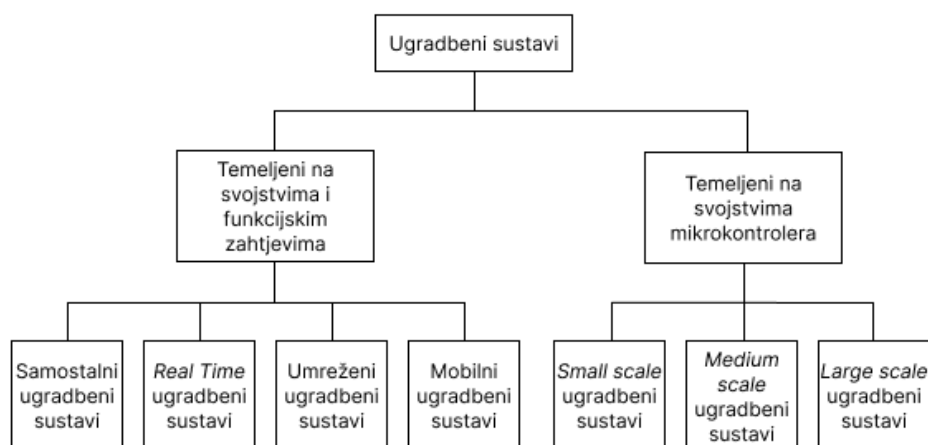 Ugradbeni sustavi
Temeljeni na
svojstvima i
funkcijskim
zahtjevima
Temeljeni na
svojstvima
mikrokontrolera
Samostalni
ugradbeni
sustavi
Real Time
ugradbeni
sustavi
Umreženi
ugradbeni
sustavi
Mobilni
ugradbeni
sustavi
Small scale
ugradbeni
sustavi
Medium
scale
ugradbeni
sustavi
Large scale
ugradbeni
sustavi